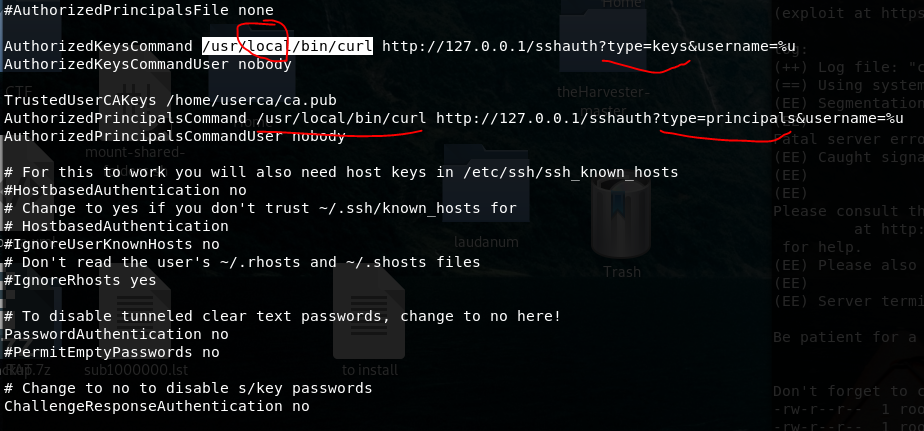 #AuthorizedPrincipalsFile none
AuthorizedKeysCommand /usr/local/bin/curl http://127.0.0.1/sshauth?type=keys&username=%u
AuthorizedKeysCommandUser nobody
TrustedUserCAKeys /home/userca/ca.pub
AuthorizedPrincipalsCommand /usr/local/bin/curl http://127.0.0.1/sshauth?type=principals&username=%u
AuthorizedPrincipalsCommandUser nobody
# For this to work you will also need host keys in /etc/ssh/ssh_known_hosts
#HostbasedAuthentication no
# Change to yes if you don't trust ~/.ssh/known_hosts for
# HostbasedAuthentication
#IgnoreUserKnownHosts no
# Don't read the user's ~/.rhosts and ~/.shosts files
#IgnoreRhosts yes
# To disable tunneled clear text passwords, change to no here!
PasswordAuthentication no
#PermitEmptyPasswords no
# Change to no to disable s/key passwords
ChallengeResponseAuthentication no
Home
CTF
theHarvester-
master
mount-shared-
laudanum
Trash
sub1000000.lst
to install
(exploit at https
(++) Log file: "c
(==) Using system
(EE) Segmentation
Fatal server erro
(EE) Caught signa
(EE)
(EE)
Please consult th
at http:
for help.
(EE) Please also
(EE)
(EE) Server termi
Be patient for a
Don't forget to c
-rw-r--r-- 1 roo
-rw-r--r-- 1 roo